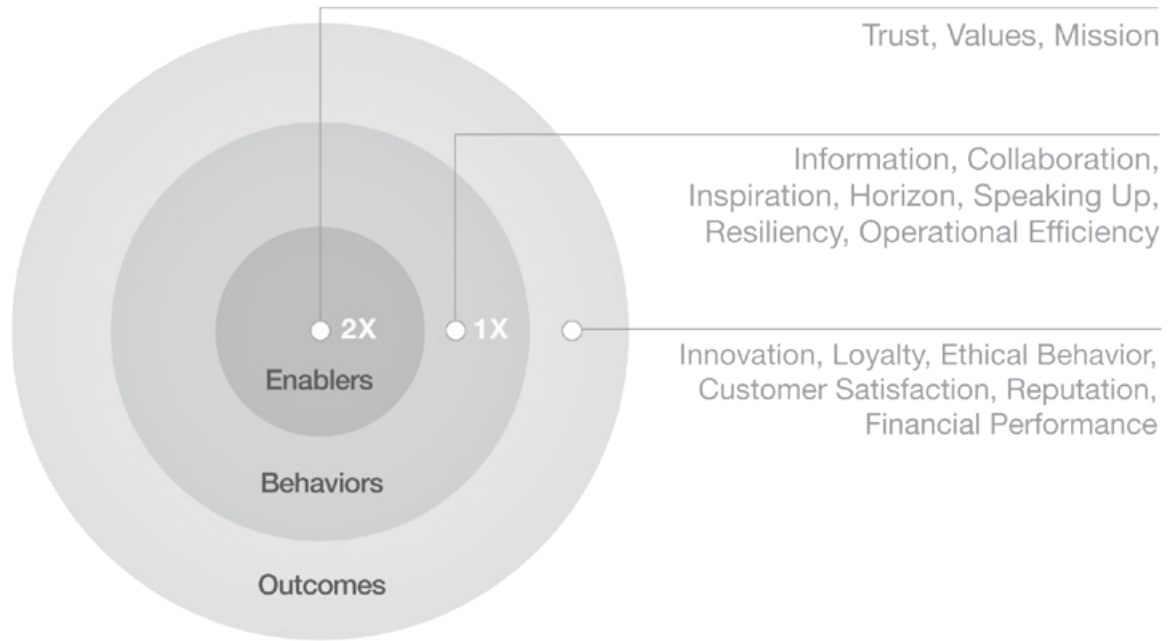 Trust, Values, Mission
Information, Collaboration,
Inspiration, Horizon, Speaking Up,
Resiliency, Operational Efficiency
2X
1X
Innovation, Loyalty, Ethical Behavior,
Customer Satisfaction, Reputation,
Financial Performance
Enablers
Behaviors
Outcomes